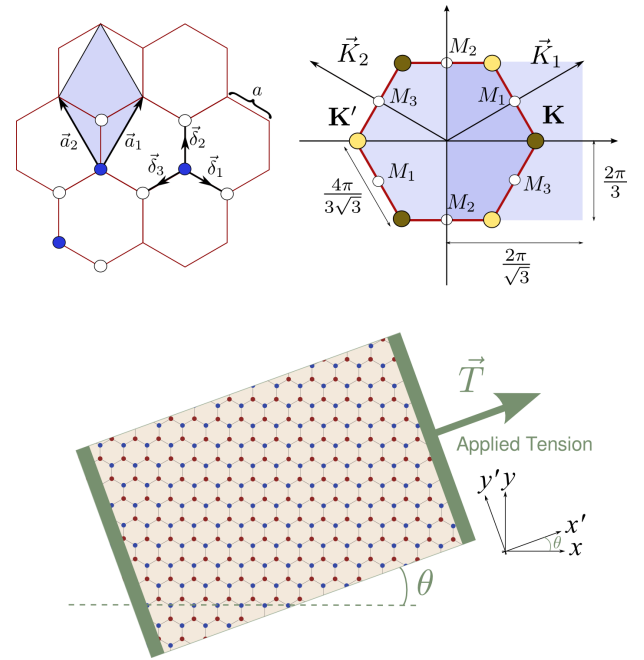 a
a⃗₂
a⃗₁
δ⃗₂
δ⃗₃
δ⃗₁
K⃗₂
M₂
K⃗₁
M₃
M₁
K′
K
M₁
M₃
4π/3√3
M₂
2π/3
2π/√3
T⃗
Applied Tension
y′
y
x′
θ
x
θ